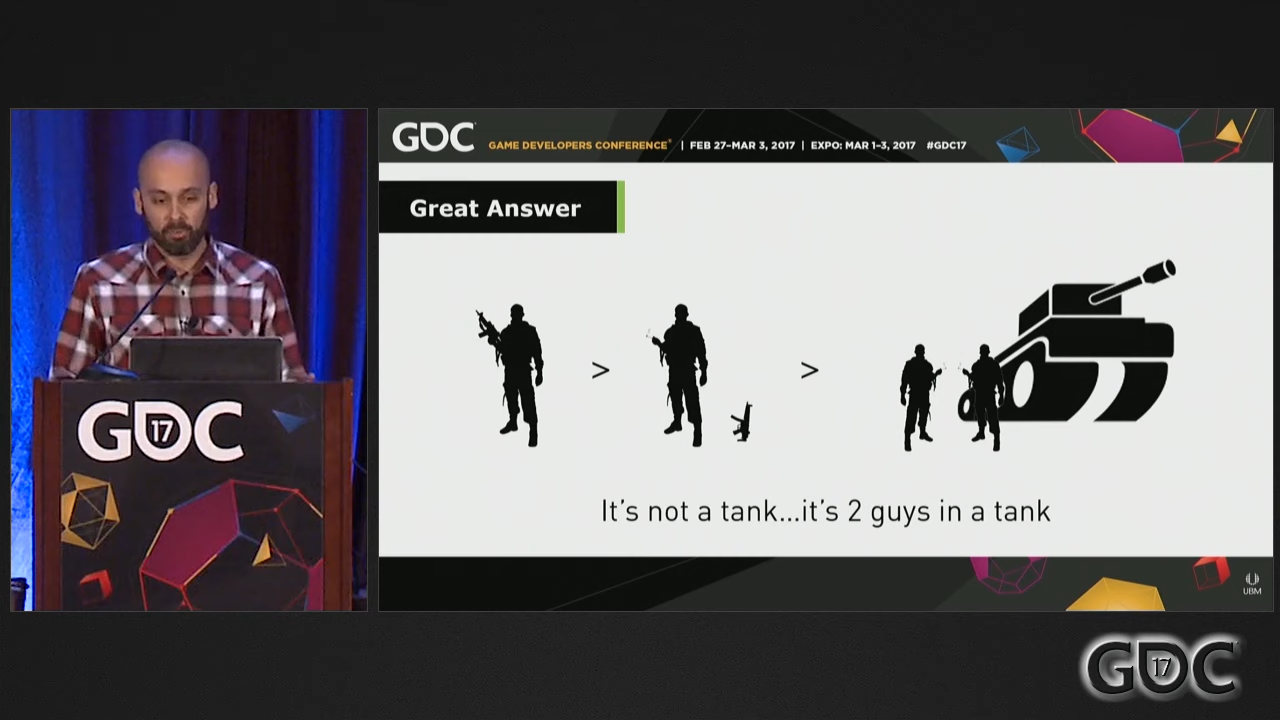 GDC GAME DEVELOPERS CONFERENCE® | FEB 27–MAR 3, 2017 | EXPO: MAR 1–3, 2017 #GDC17
Great Answer
> >
It's not a tank...it's 2 guys in a tank
GDC
17
UBM
GDC
17